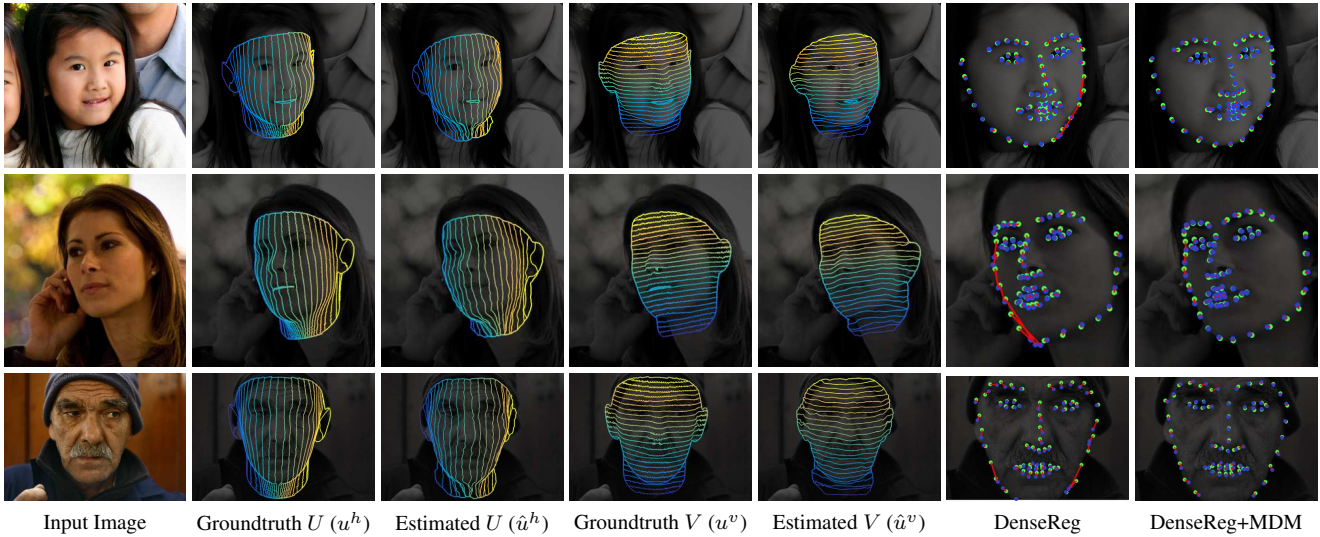 Input Image Groundtruth U (u^h) Estimated U (û^h) Groundtruth V (u^v) Estimated V (û^v) DenseReg DenseReg+MDM